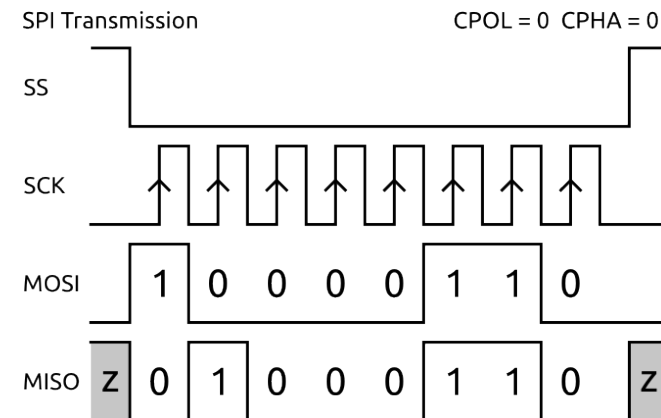 SPI Transmission CPOL = 0 CPHA = 0
SS
SCK
MOSI 1 0 0 0 0 1 1 0
MISO Z 0 1 0 0 0 1 1 0 Z